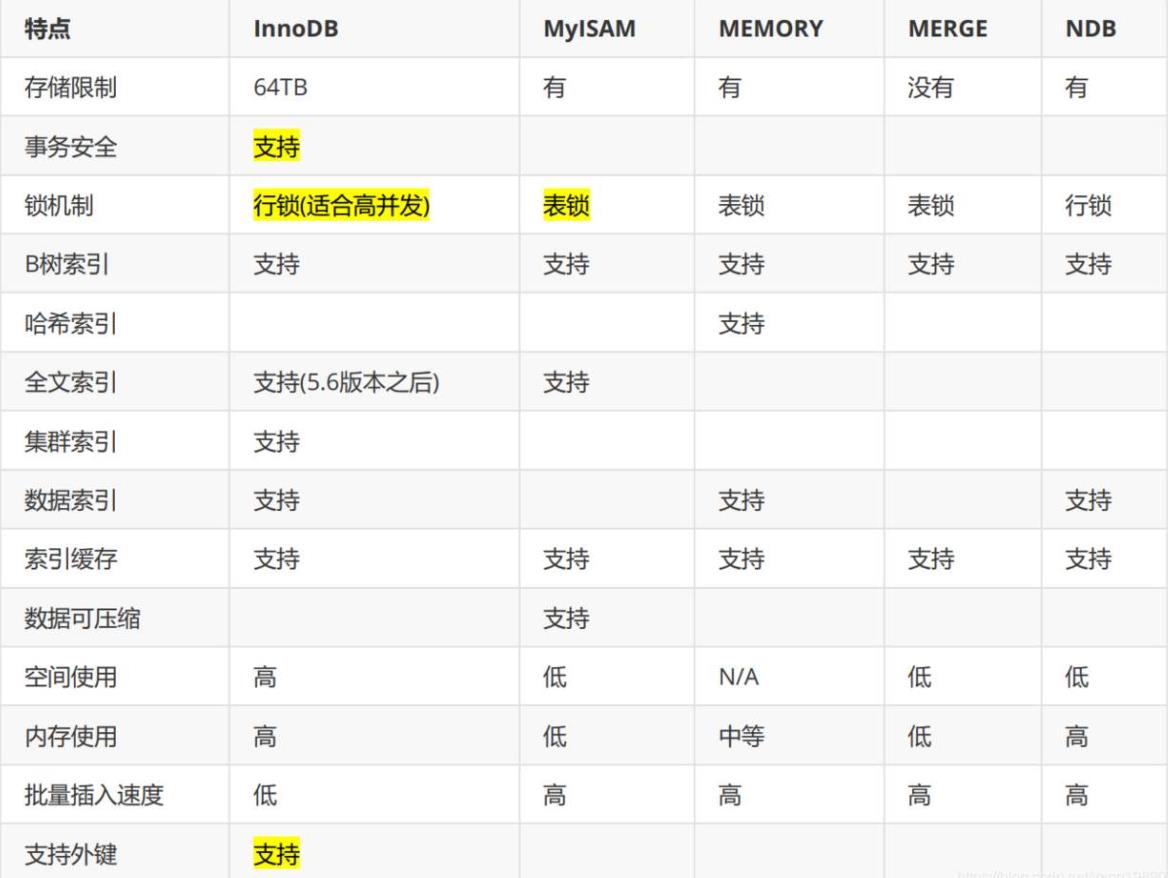 特点 InnoDB MyISAM MEMORY MERGE NDB
存储限制 64TB 有 有 没有 有
事务安全 支持
锁机制 行锁(适合高并发) 表锁 表锁 表锁 行锁
B树索引 支持 支持 支持 支持 支持
哈希索引 支持
全文索引 支持(5.6版本之后) 支持
集群索引 支持
数据索引 支持 支持 支持
索引缓存 支持 支持 支持 支持 支持
数据可压缩 支持
空间使用 高 低 N/A 低 低
内存使用 高 低 中等 低 高
批量插入速度 低 高 高 高 高
支持外键 支持